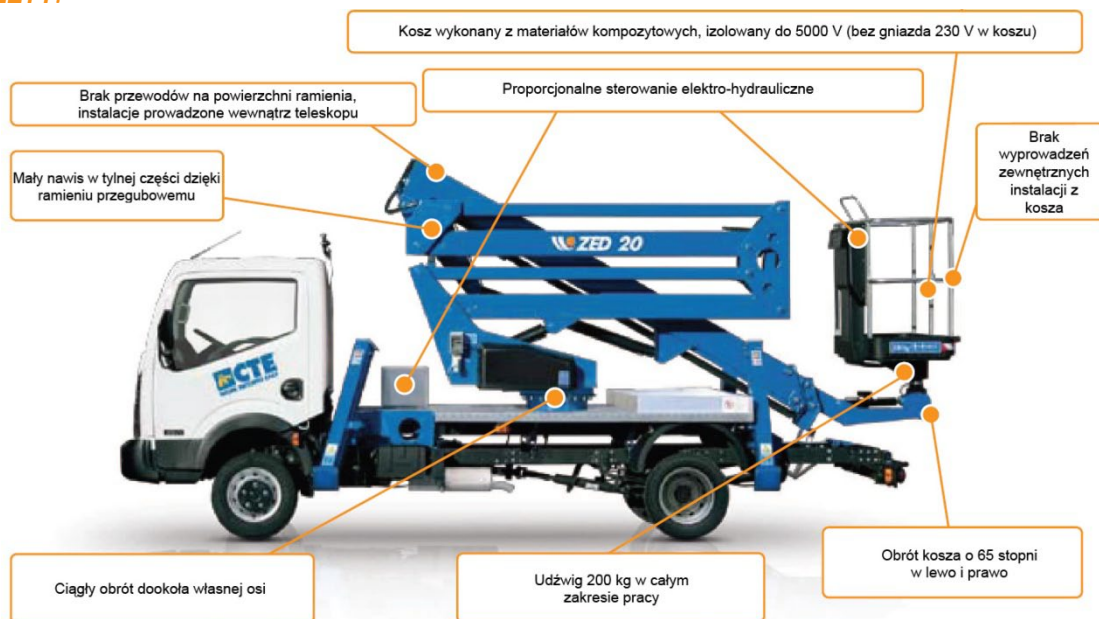 Kosz wykonany z materiałów kompozytowych, izolowany do 5000 V (bez gniazda 230 V w koszu)
Brak przewodów na powierzchni ramienia,
instalacje prowadzone wewnątrz teleskopu
Proporcjonalne sterowanie elektro-hydrauliczne
Brak
wyprowadzeń
zewnętrznych
instalacji z
kosza
Mały nawis w tylnej części dzięki
ramieniu przegubowemu
ZED 20
CTE
Ciągły obrót dookoła własnej osi
Udźwig 200 kg w całym
zakresie pracy
Obrót kosza o 65 stopni
w lewo i prawo